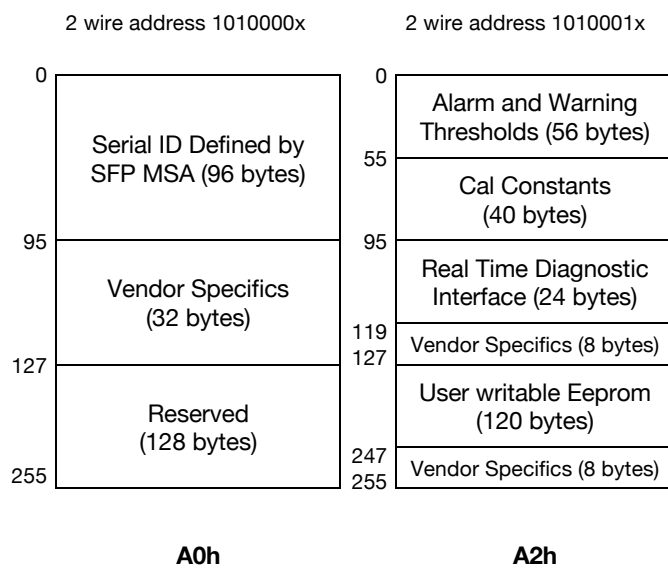 2 wire address 1010000x
0
Serial ID Defined by
SFP MSA (96 bytes)
95
Vendor Specifics
(32 bytes)
127
Reserved
(128 bytes)
255
A0h
2 wire address 1010001x
0
Alarm and Warning
Thresholds (56 bytes)
55
Cal Constants
(40 bytes)
95
Real Time Diagnostic
Interface (24 bytes)
119
Vendor Specifics (8 bytes)
127
User writable Eeprom
(120 bytes)
247
Vendor Specifics (8 bytes)
255
A2h